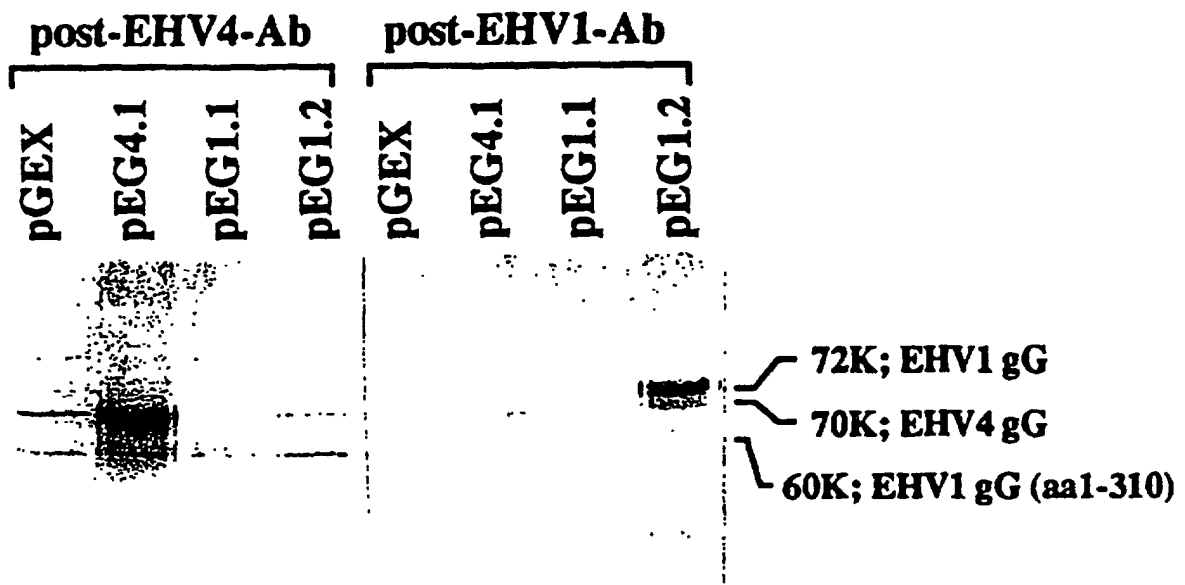 post-EHV4-Ab post-EHV1-Ab
pGEX pEG4.1 pEG1.1 pEG1.2 pGEX pEG4.1 pEG1.1 pEG1.2
72K; EHV1 gG
70K; EHV4 gG
60K; EHV1 gG (aa1-310)